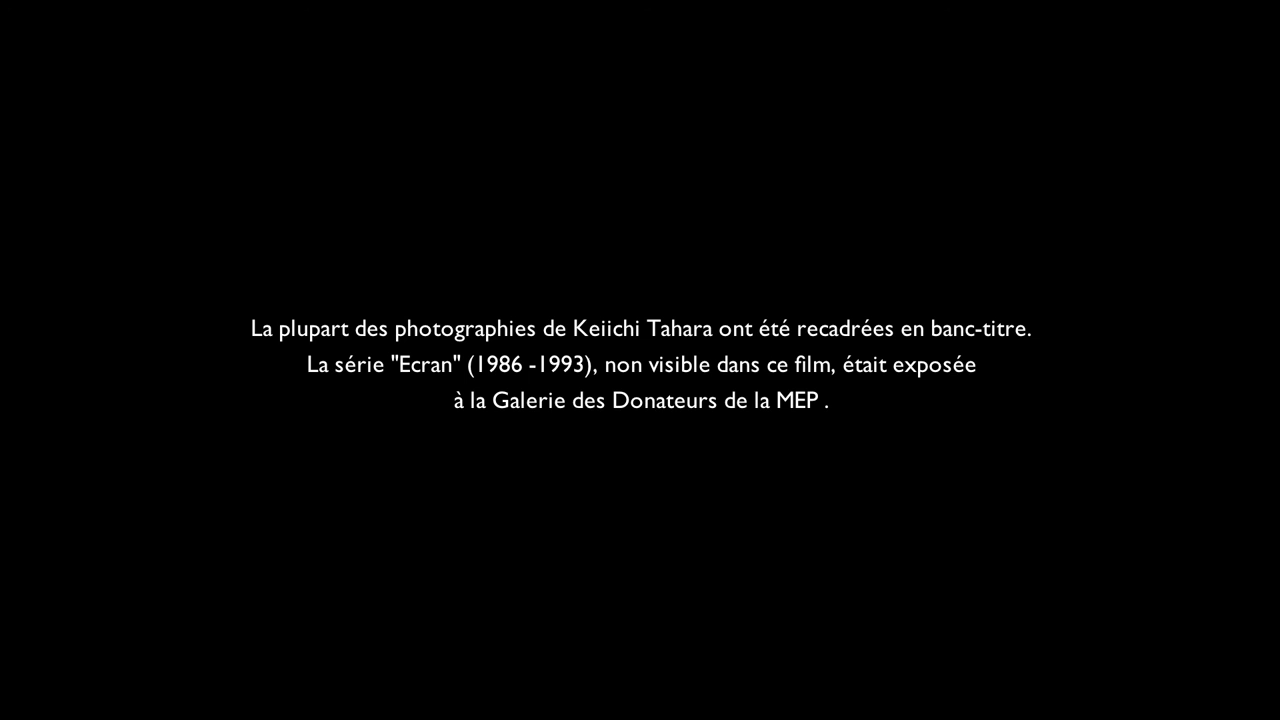 La plupart des photographies de Keiichi Tahara ont été recadrées en banc-titre.
La série "Ecran" (1986 -1993), non visible dans ce film, était exposée
à la Galerie des Donateurs de la MEP .